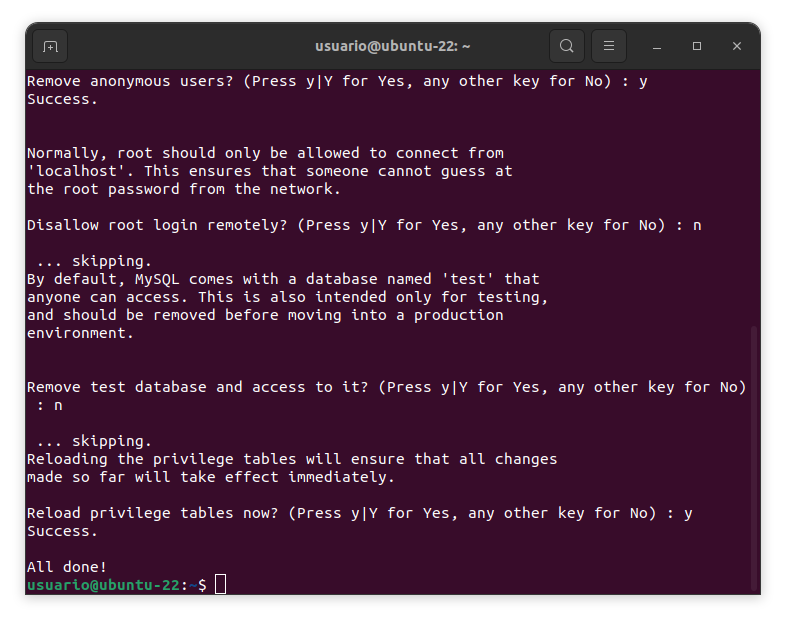 usuario@ubuntu-22: ~
Remove anonymous users? (Press y|Y for Yes, any other key for No) : y
Success.
Normally, root should only be allowed to connect from
'localhost'. This ensures that someone cannot guess at
the root password from the network.
Disallow root login remotely? (Press y|Y for Yes, any other key for No) : n
 ... skipping.
By default, MySQL comes with a database named 'test' that
anyone can access. This is also intended only for testing,
and should be removed before moving into a production
environment.
Remove test database and access to it? (Press y|Y for Yes, any other key for No)
 : n
 ... skipping.
Reloading the privilege tables will ensure that all changes
made so far will take effect immediately.
Reload privilege tables now? (Press y|Y for Yes, any other key for No) : y
Success.
All done!
usuario@ubuntu-22:~$